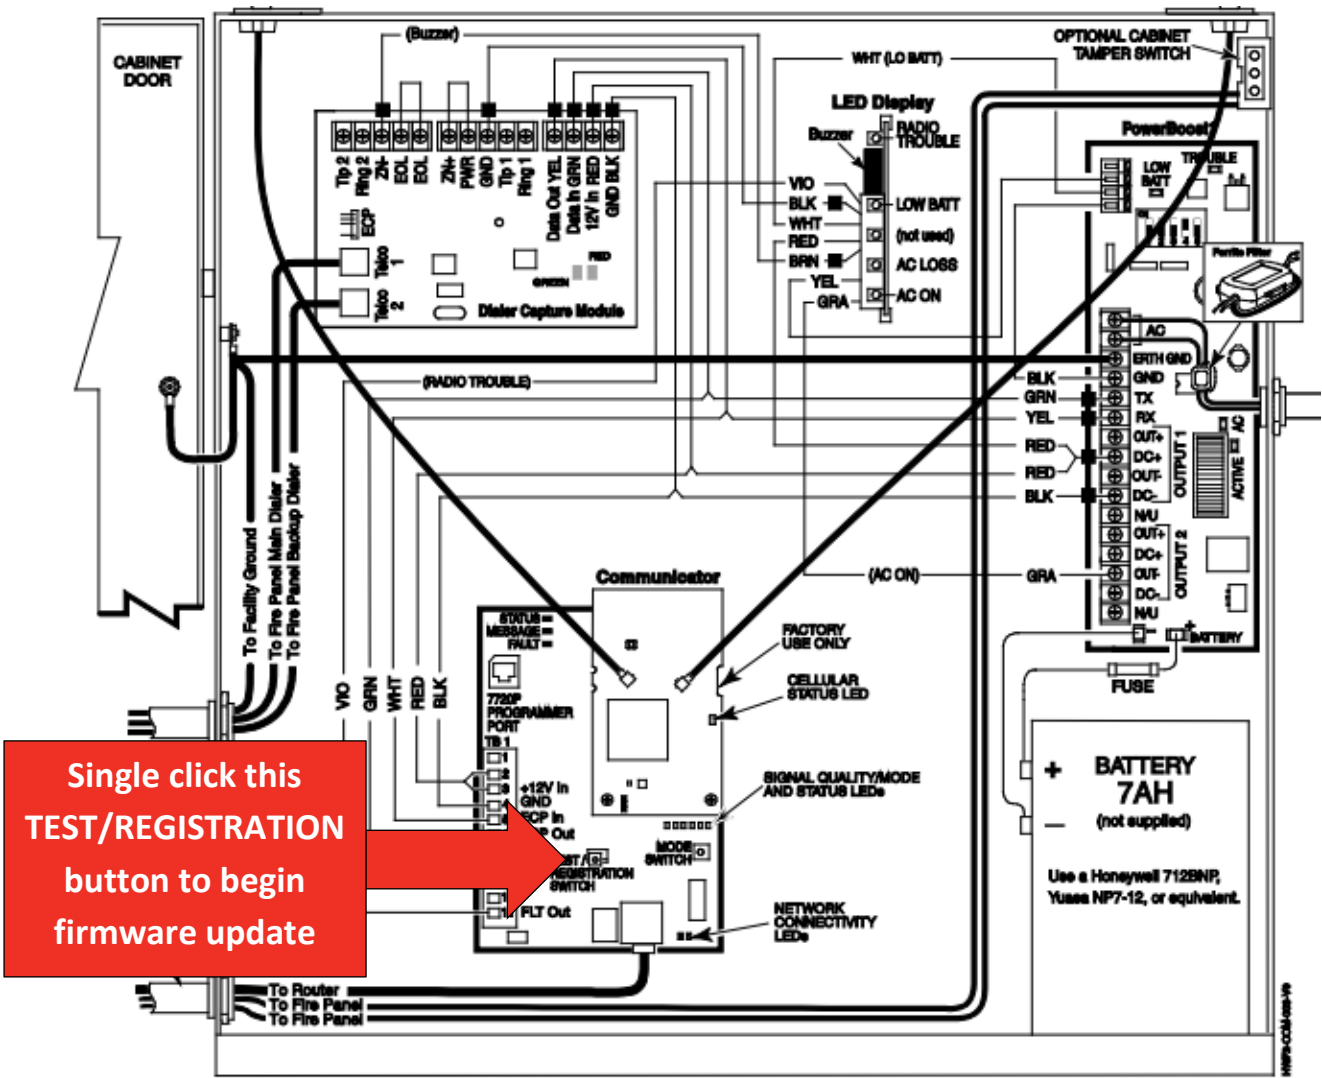 CABINET
DOOR
(Buzzer)
WHT (LO BATT)
OPTIONAL CABINET
TAMPER SWITCH
LED Display
Buzzer
RADIO
TROUBLE
LOW BATT
(not used)
AC LOSS
AC ON
VIO
BLK
WHT
RED
BRN
YEL
GRA
Tip 2
Ring 2
ZN-
EOL
EOL
ZN+
PWR
GND
Tip 1
Ring 1
Data Out YEL
Data In GRN
12V In RED
GND BLK
ECP
Telco
1
Telco
2
GREEN
RED
Dialer Capture Module
LOW
BATT
TROUBLE
Ferrite Filter
AC
ERTH GND
GND
TX
RX
OUT+
DC+
OUT-
DC-
N/U
OUT+
DC+
OUT-
DC-
N/U
OUTPUT 1
OUTPUT 2
AC
ACTIVE
BLK
GRN
YEL
RED
RED
BLK
GRA
(RADIO TROUBLE)
(AC ON)
BATTERY
FUSE
To Facility Ground
To Fire Panel Main Dialer
To Fire Panel Backup Dialer
VIO
GRN
WHT
RED
BLK
Communicator
STATUS
MESSAGE
FAULT
7720P
PROGRAMMER
PORT
TB 1
1
2
3
+12V In
GND
ECP In
Out
REGISTRATION
SWITCH
FLT Out
MODE
SWITCH
FACTORY
USE ONLY
CELLULAR
STATUS LED
SIGNAL QUALITY/MODE
AND STATUS LEDs
NETWORK
CONNECTIVITY
LEDs
+
BATTERY
7AH
(not supplied)
Use a Honeywell 712BNP,
Yuasa NP7-12, or equivalent.
Single click this
TEST/REGISTRATION
button to begin
firmware update
To Router
To Fire Panel
To Fire Panel